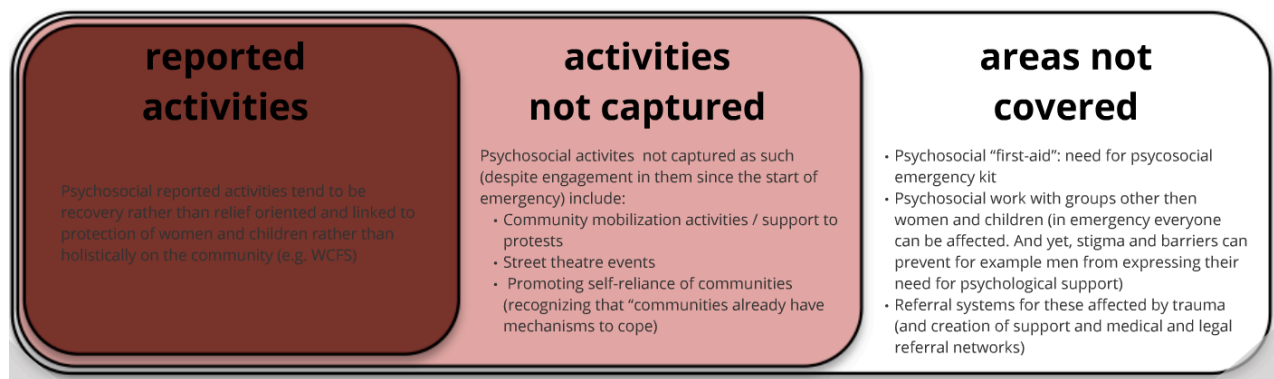 reported
activities
Psychosocial reported activities tend to be
recovery rather than relief oriented and linked to
protection of women and children rather than
holistically on the community (e.g. WCFS)
activities
not captured
Psychosocial activites  not captured as such
(despite engagement in them since the start of
emergency) include:
• Community mobilization activities / support to
protests
• Street theatre events
•  Promoting self-reliance of communities
(recognizing that “communities already have
mechanisms to cope)
areas not
covered
• Psychosocial “first-aid”: need for psycosocial
emergency kit
• Psychosocial work with groups other then
women and children (in emergency everyone
can be affected. And yet, stigma and barriers can
prevent for example men from expressing their
need for psychological support)
• Referral systems for these affected by trauma
(and creation of support and medical and legal
referral networks)